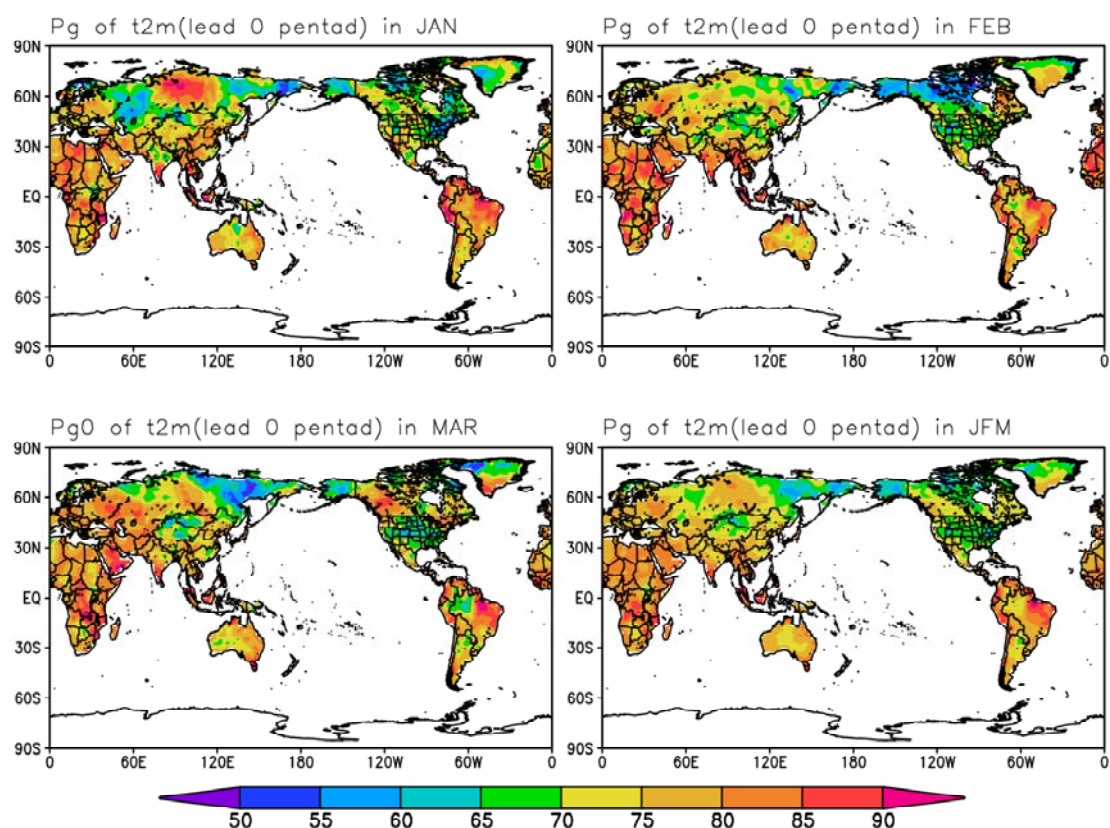 Pg of t2m(lead 0 pentad) in JAN
90N
60N
30N
EQ
30S
60S
90S
0 60E 120E 180 120W 60W 0
Pg of t2m(lead 0 pentad) in FEB
90N
60N
30N
EQ
30S
60S
90S
0 60E 120E 180 120W 60W 0
Pg0 of t2m(lead 0 pentad) in MAR
90N
60N
30N
EQ
30S
60S
90S
0 60E 120E 180 120W 60W 0
Pg of t2m(lead 0 pentad) in JFM
90N
60N
30N
EQ
30S
60S
90S
0 60E 120E 180 120W 60W 0
50 55 60 65 70 75 80 85 90